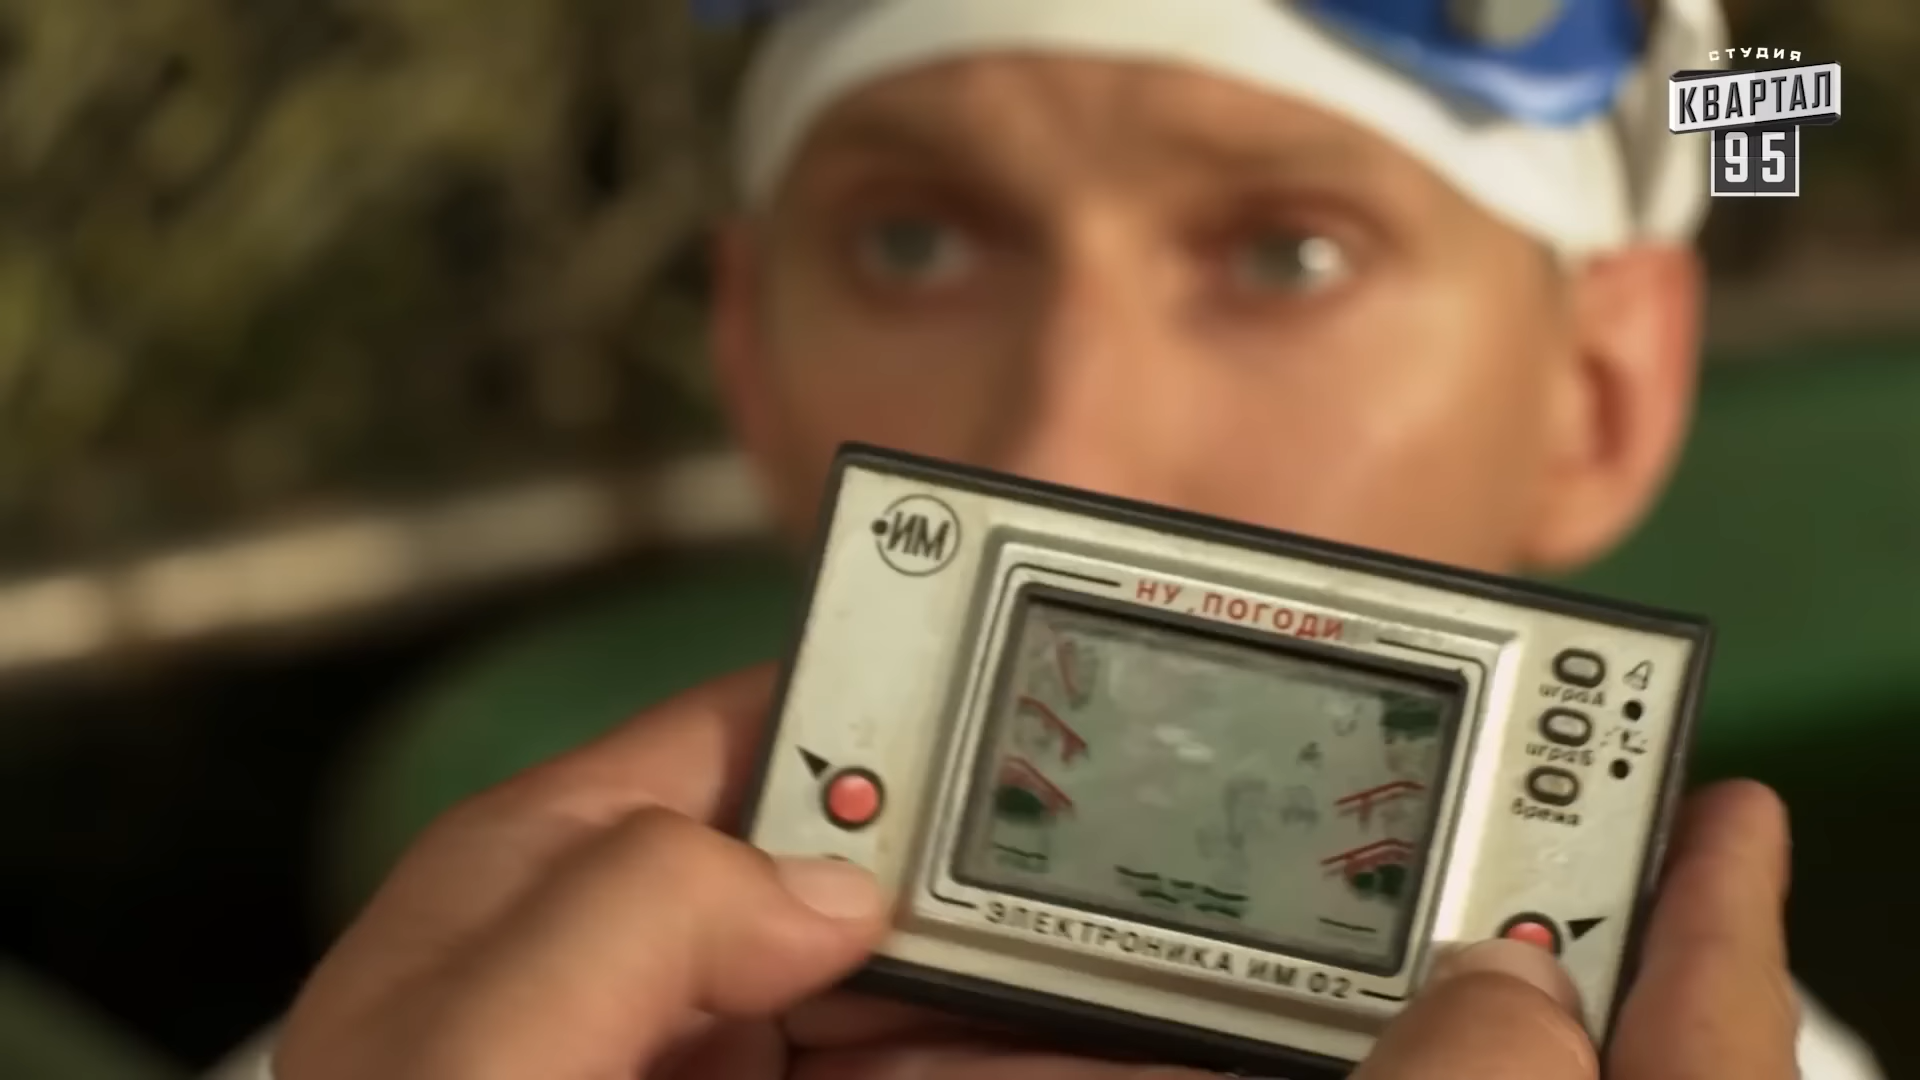 СТУДИЯ
КВАРТАЛ
95
ИМ
НУ, ПОГОДИ
игра А
игра Б
Время
ЭЛЕКТРОНИКА ИМ 02